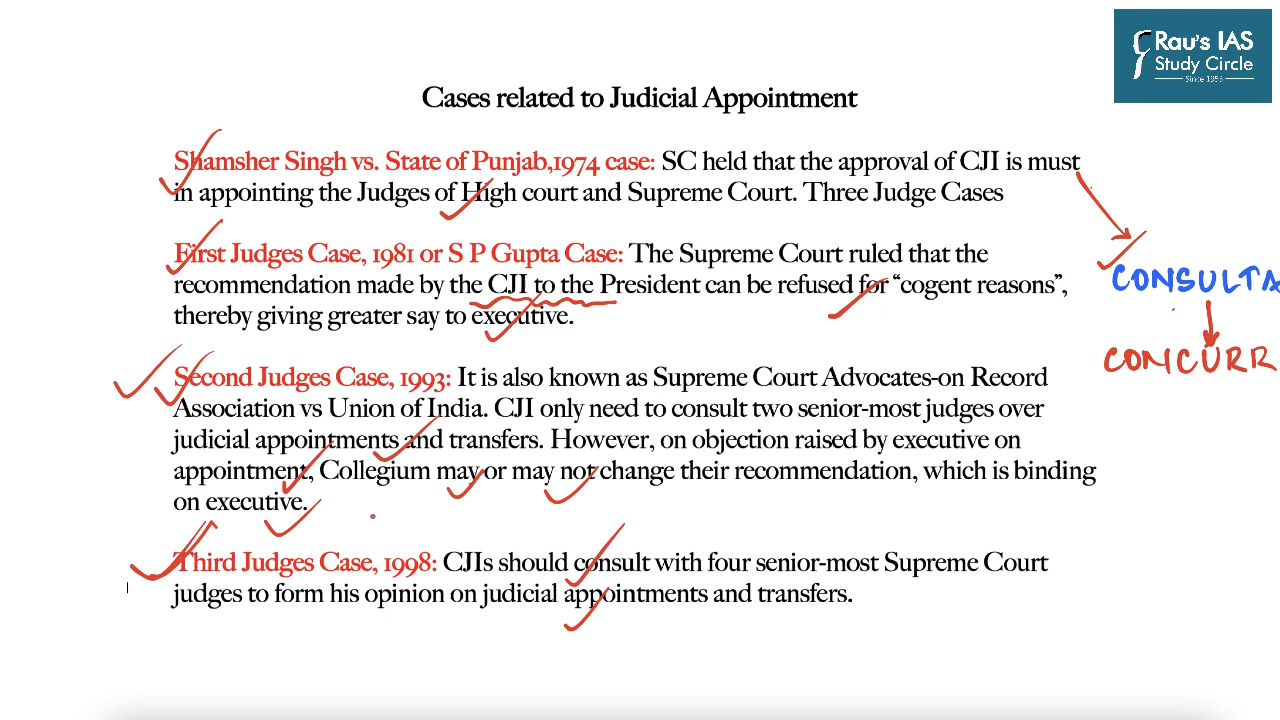 Rau's IAS
Study Circle
Since 1953
Cases related to Judicial Appointment
Shamsher Singh vs. State of Punjab,1974 case: SC held that the approval of CJI is must
in appointing the Judges of High court and Supreme Court. Three Judge Cases
First Judges Case, 1981 or S P Gupta Case: The Supreme Court ruled that the
recommendation made by the CJI to the President can be refused for “cogent reasons”,
thereby giving greater say to executive.
CONSULTA
CONCURR
Second Judges Case, 1993: It is also known as Supreme Court Advocates-on Record
Association vs Union of India. CJI only need to consult two senior-most judges over
judicial appointments and transfers. However, on objection raised by executive on
appointment, Collegium may or may not change their recommendation, which is binding
on executive.
Third Judges Case, 1998: CJIs should consult with four senior-most Supreme Court
judges to form his opinion on judicial appointments and transfers.